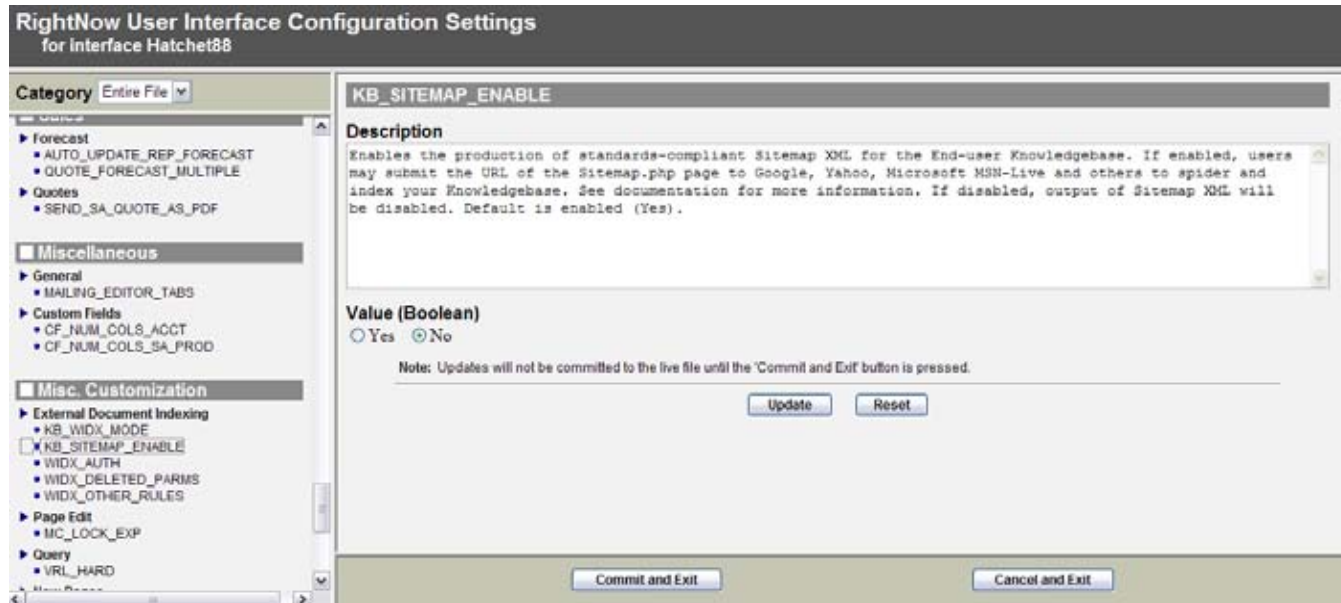 RightNow User Interface Configuration Settings
for interface Hatchet88
Category Entire File
Sales
Forecast
AUTO_UPDATE_REP_FORECAST
QUOTE_FORECAST_MULTIPLE
Quotes
SEND_SA_QUOTE_AS_PDF
Miscellaneous
General
MAILING_EDITOR_TABS
Custom Fields
CF_NUM_COLS_ACCT
CF_NUM_COLS_SA_PROD
Misc. Customization
External Document Indexing
KB_WIDX_MODE
KB_SITEMAP_ENABLE
WIDX_AUTH
WIDX_DELETED_PARMS
WIDX_OTHER_RULES
Page Edit
MC_LOCK_EXP
Query
VRL_HARD
KB_SITEMAP_ENABLE
Description
Enables the production of standards-compliant Sitemap XML for the End-user Knowledgebase. If enabled, users
may submit the URL of the Sitemap.php page to Google, Yahoo, Microsoft MSN-Live and others to spider and
index your Knowledgebase. See documentation for more information. If disabled, output of Sitemap XML will
be disabled. Default is enabled (Yes).
Value (Boolean)
Yes No
Note: Updates will not be committed to the live file until the 'Commit and Exit' button is pressed.
Update Reset
Commit and Exit Cancel and Exit